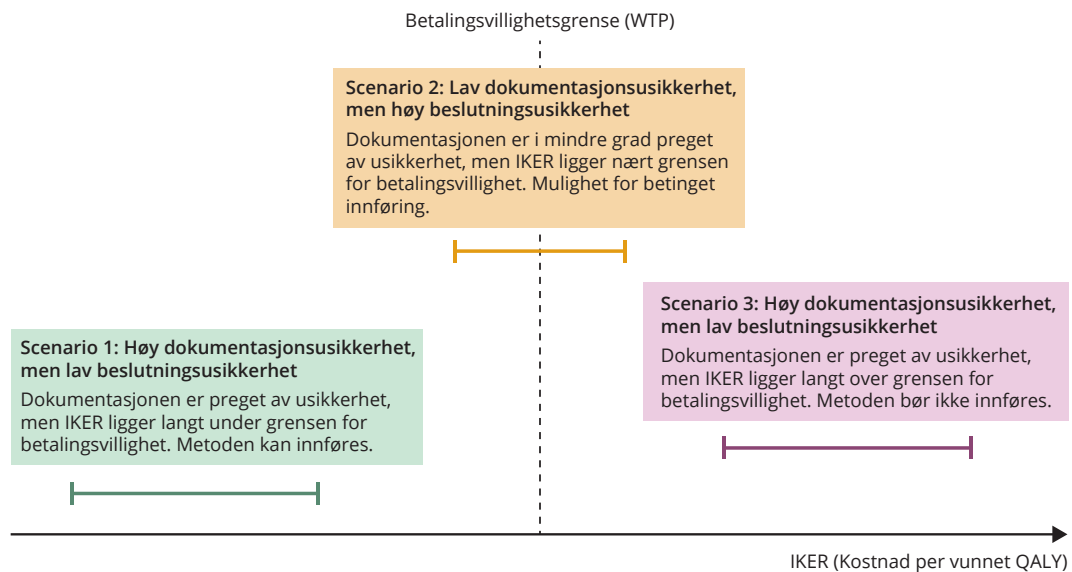 Betalingsvillighetsgrense (WTP)
Scenario 2: Lav dokumentasjonsusikkerhet,
men høy beslutningsusikkerhet
Dokumentasjonen er i mindre grad preget
av usikkerhet, men IKER ligger nært grensen
for betalingsvillighet. Mulighet for betinget
innføring.
Scenario 3: Høy dokumentasjonsusikkerhet,
men lav beslutningsusikkerhet
Dokumentasjonen er preget av usikkerhet,
men IKER ligger langt over grensen for
betalingsvillighet. Metoden bør ikke innføres.
Scenario 1: Høy dokumentasjonsusikkerhet,
men lav beslutningsusikkerhet
Dokumentasjonen er preget av usikkerhet,
men IKER ligger langt under grensen for
betalingsvillighet. Metoden kan innføres.
IKER (Kostnad per vunnet QALY)